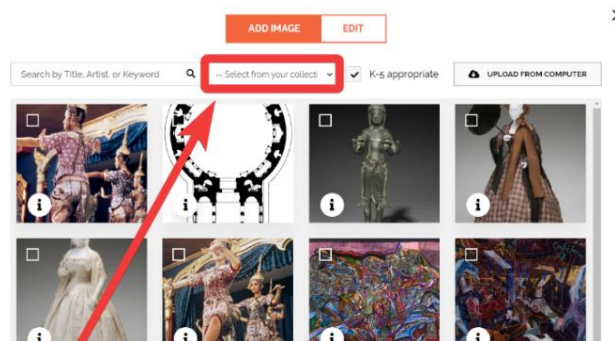 ADD IMAGE EDIT
Search by Title, Artist, or Keyword -- Select from your collecti K-5 appropriate UPLOAD FROM COMPUTER